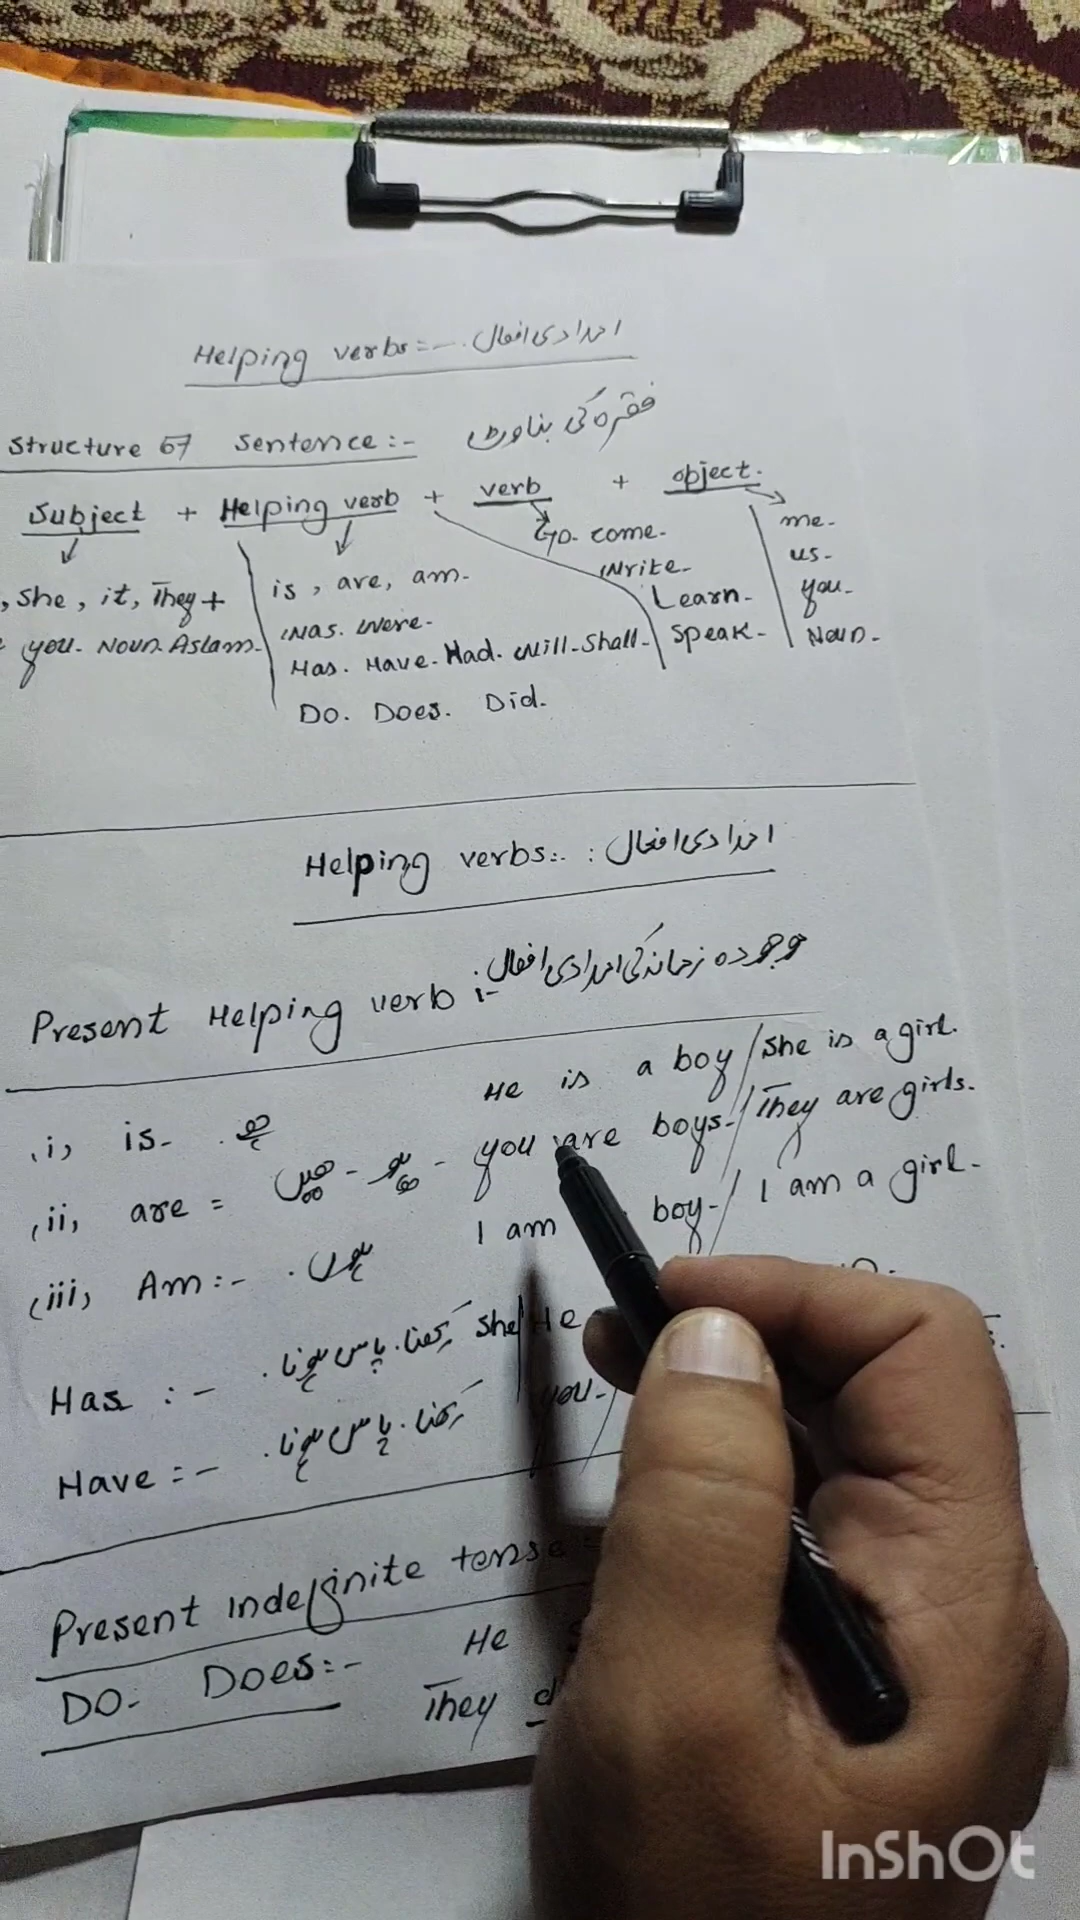 Helping verbs:-. امدادی افعال
Structure of Sentence:- فقرہ کی بناوٹ
Subject + Helping verb + verb + object.
, She, it, They + is, are, am. Go. come. me.
you. Noun. Aslam. Was. Were. Write. us.
Has. Have. Had. Will. Shall. Learn. you.
Do. Does. Did. Speak. Noun.
Helping verbs:. : امدادی افعال
Present Helping verb :- موجودہ زمانہ کی امدادی افعال
(i) is - . ہے He is a boy / She is a girl.
(ii) are = ہیں - ہو - you are boys - / They are girls.
(iii) Am :- . ہوں I am boy - / I am a girl.
Has :- . رکھنا. پاس ہونا She / He
Have :- . رکھنا. پاس ہونا you.
Present indefinite tense
DO. Does:- He
They
InShOt